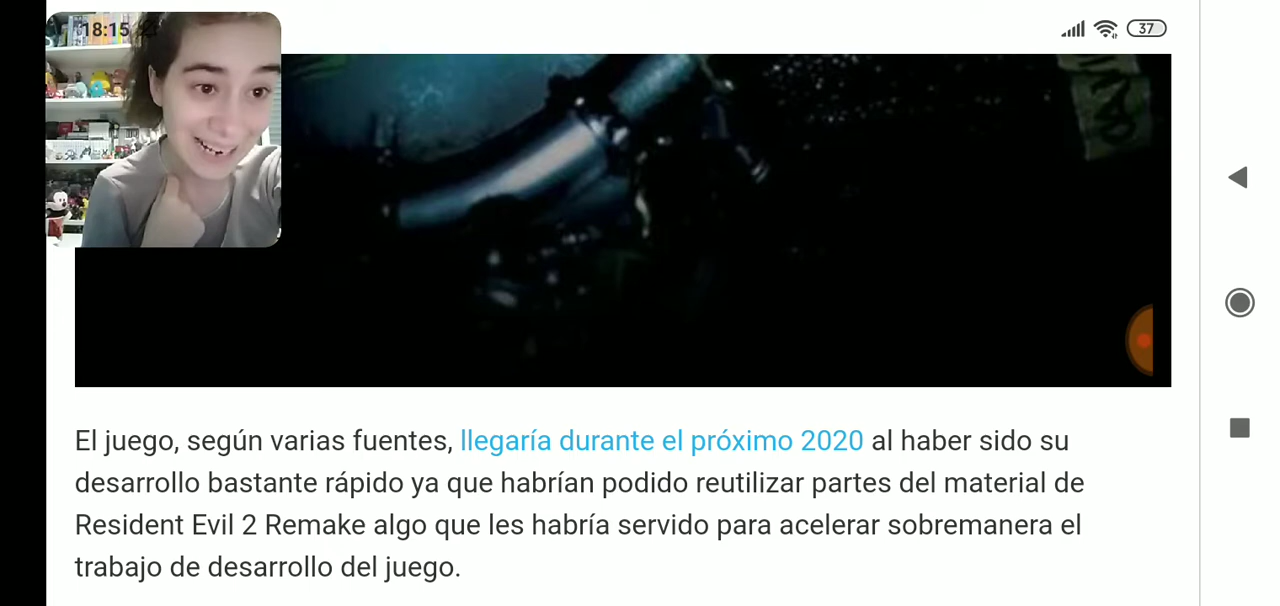 18:15
37
El juego, según varias fuentes, llegaría durante el próximo 2020 al haber sido su
desarrollo bastante rápido ya que habrían podido reutilizar partes del material de
Resident Evil 2 Remake algo que les habría servido para acelerar sobremanera el
trabajo de desarrollo del juego.